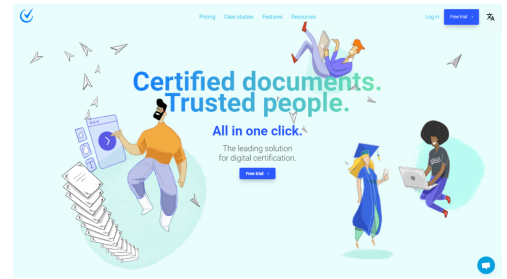 Pricing Case studies Features Resources Log in Free trial
Certified documents.
Trusted people.
All in one click.
The leading solution
for digital certification.
Free trial